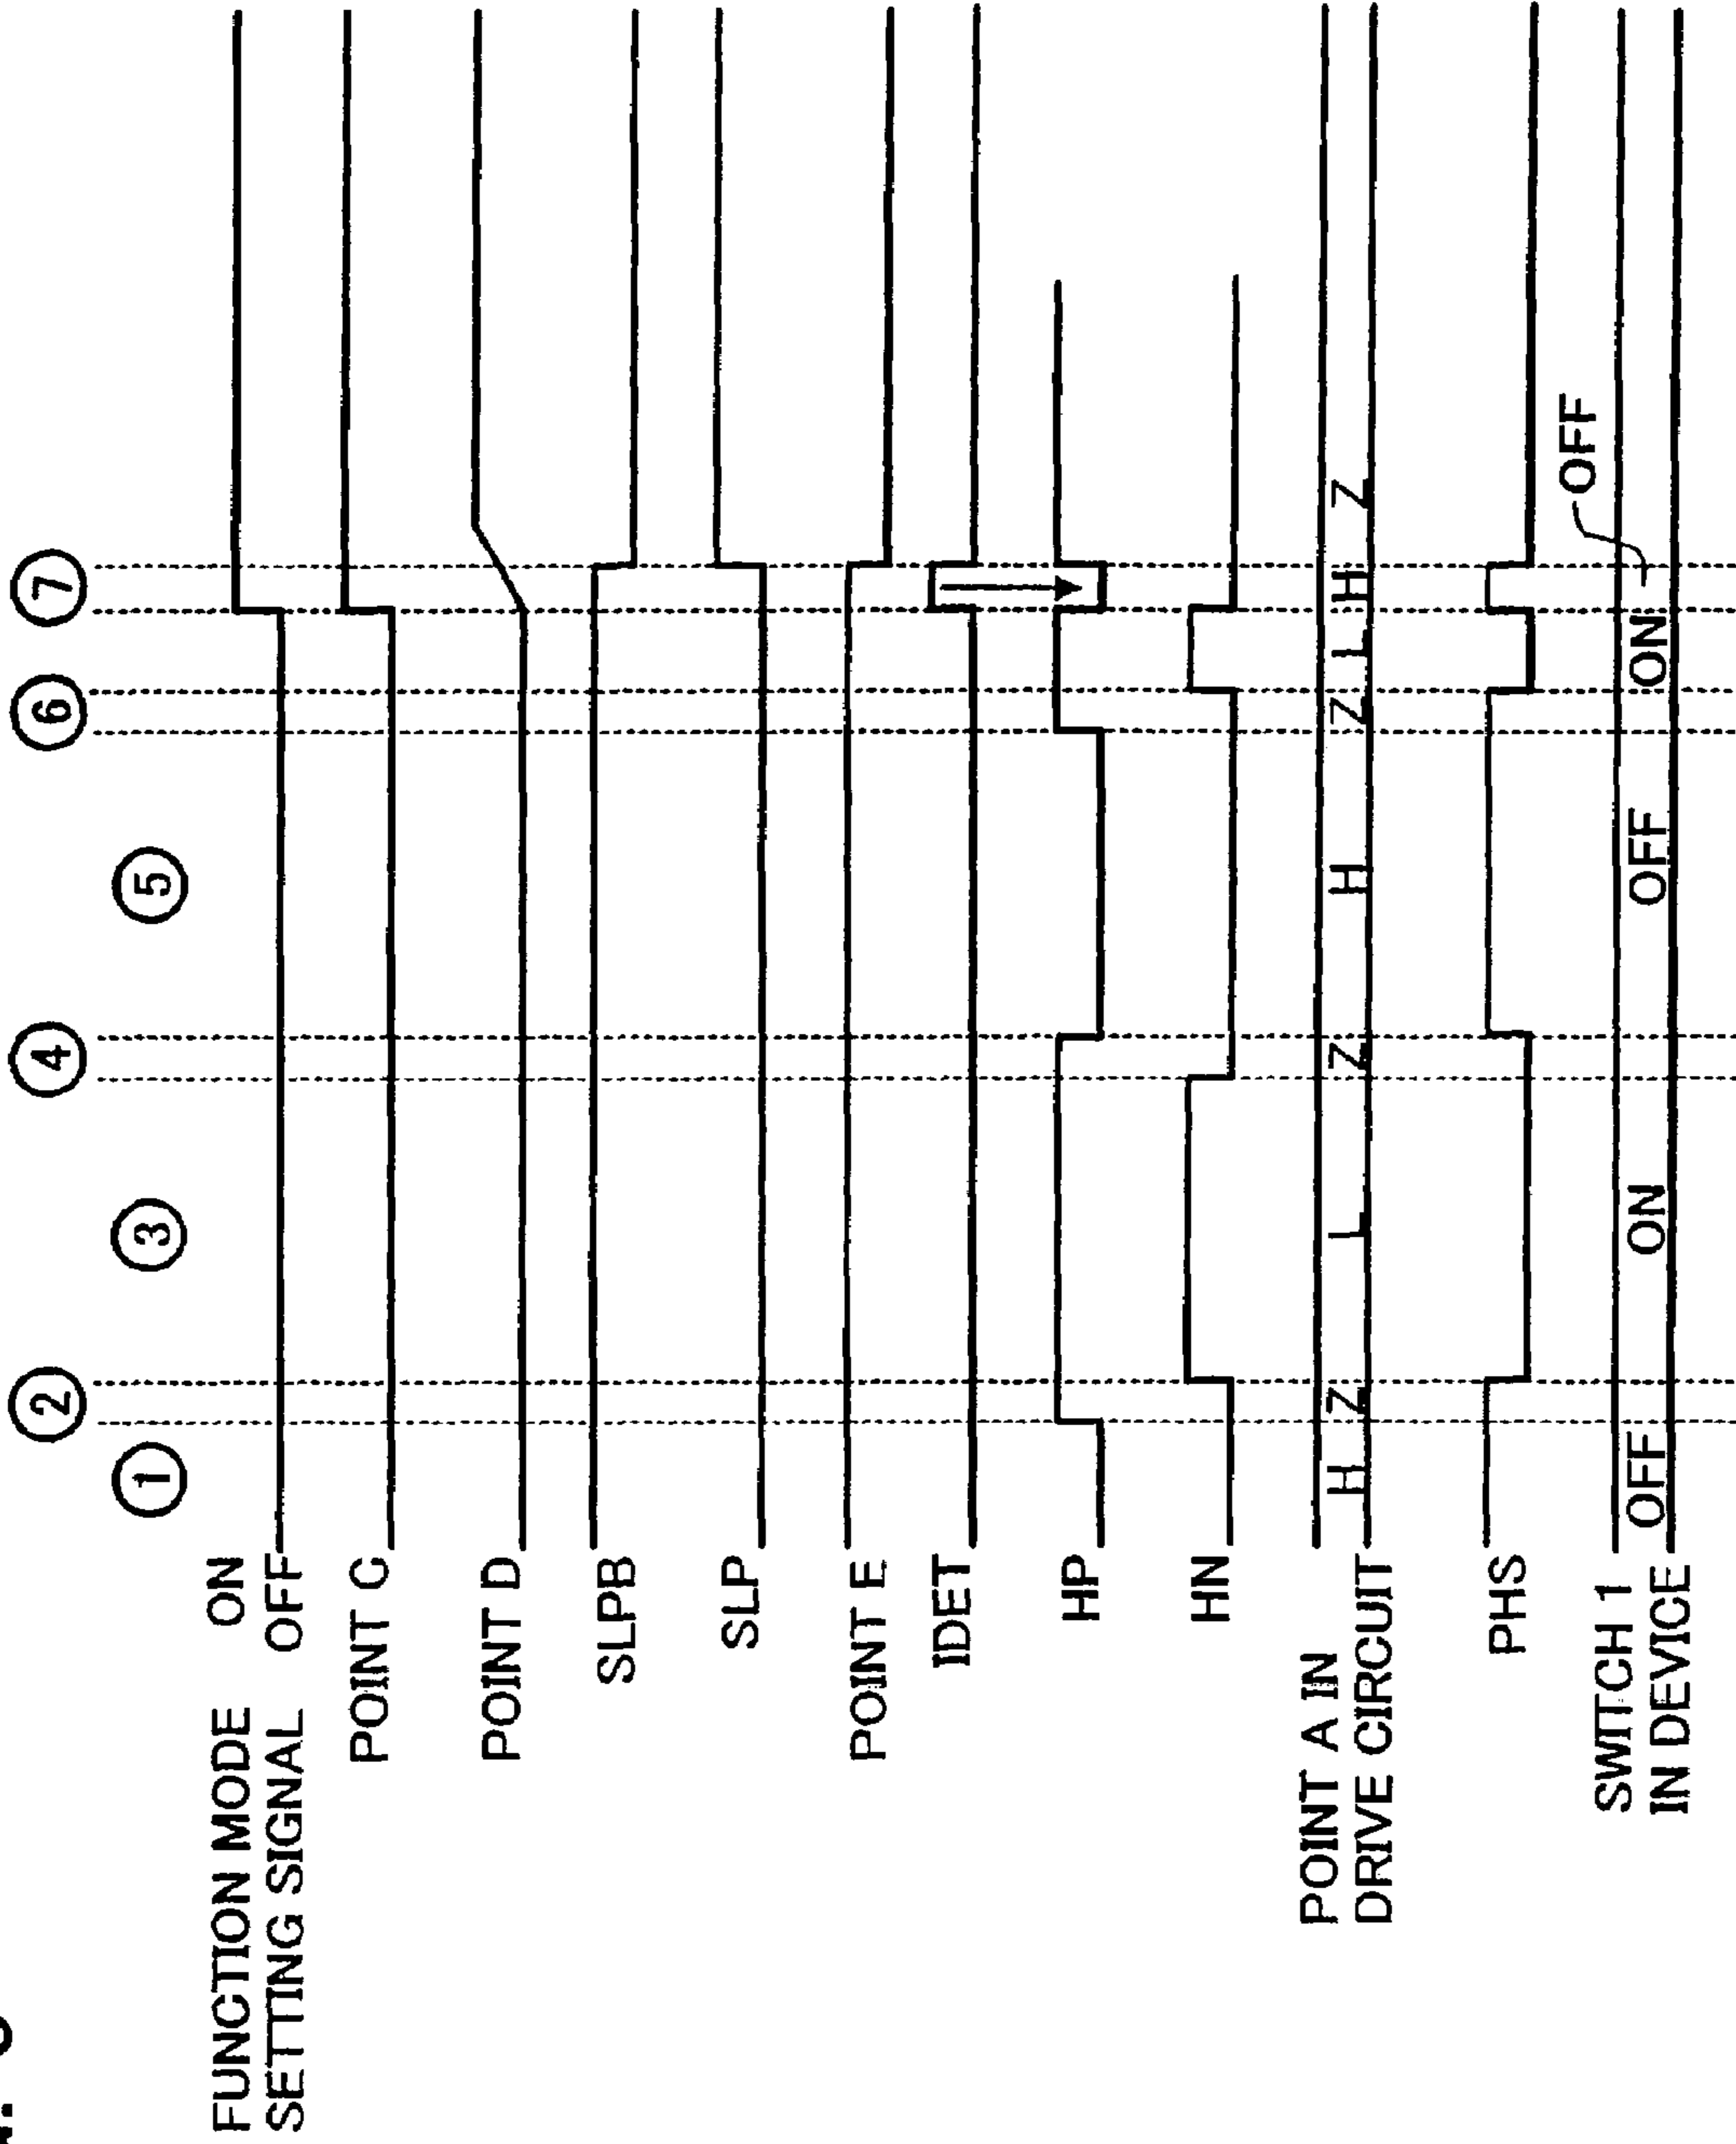 ① ② ③ ④ ⑤ ⑥ ⑦
FUNCTION MODE ON
SETTING SIGNAL OFF
POINT C
POINT D
SLPB
SLP
POINT E
IDET
HP
HN
POINT A IN
DRIVE CIRCUIT
H Z L Z H Z L H Z
PHS
OFF
SWITCH 1
IN DEVICE
OFF ON OFF ON